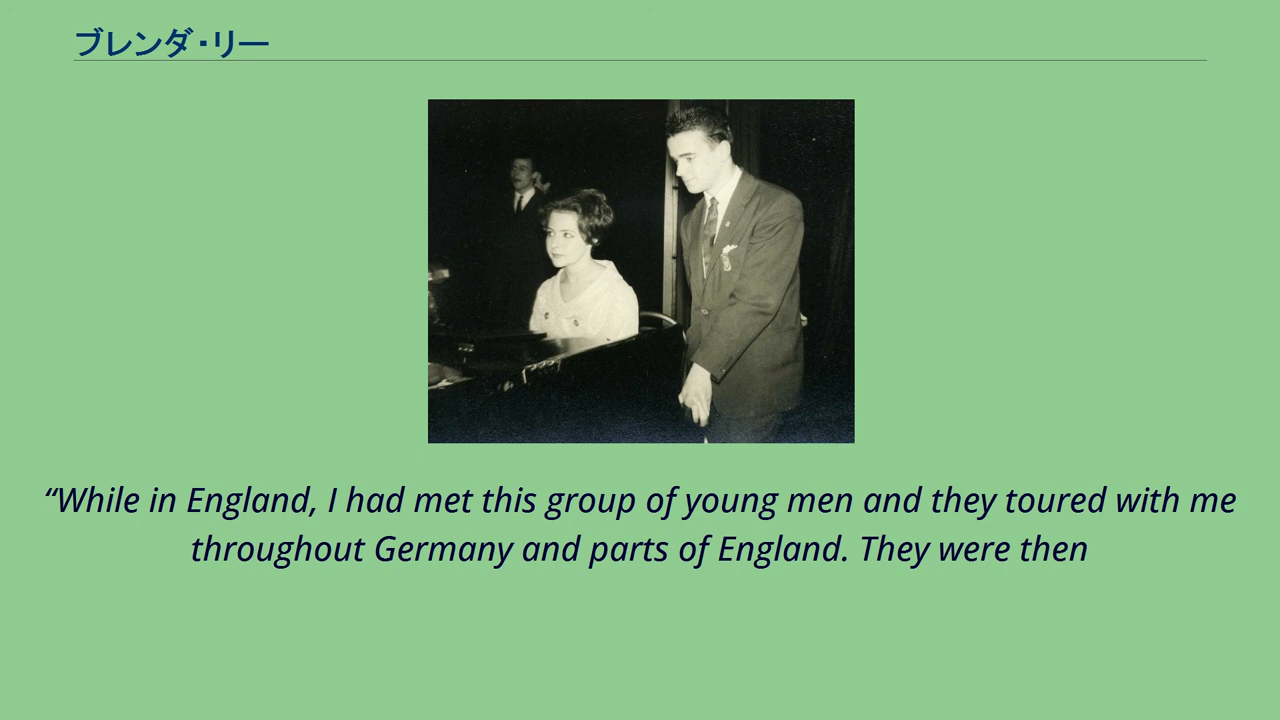 ブレンダ・リー
“While in England, I had met this group of young men and they toured with me
throughout Germany and parts of England. They were then